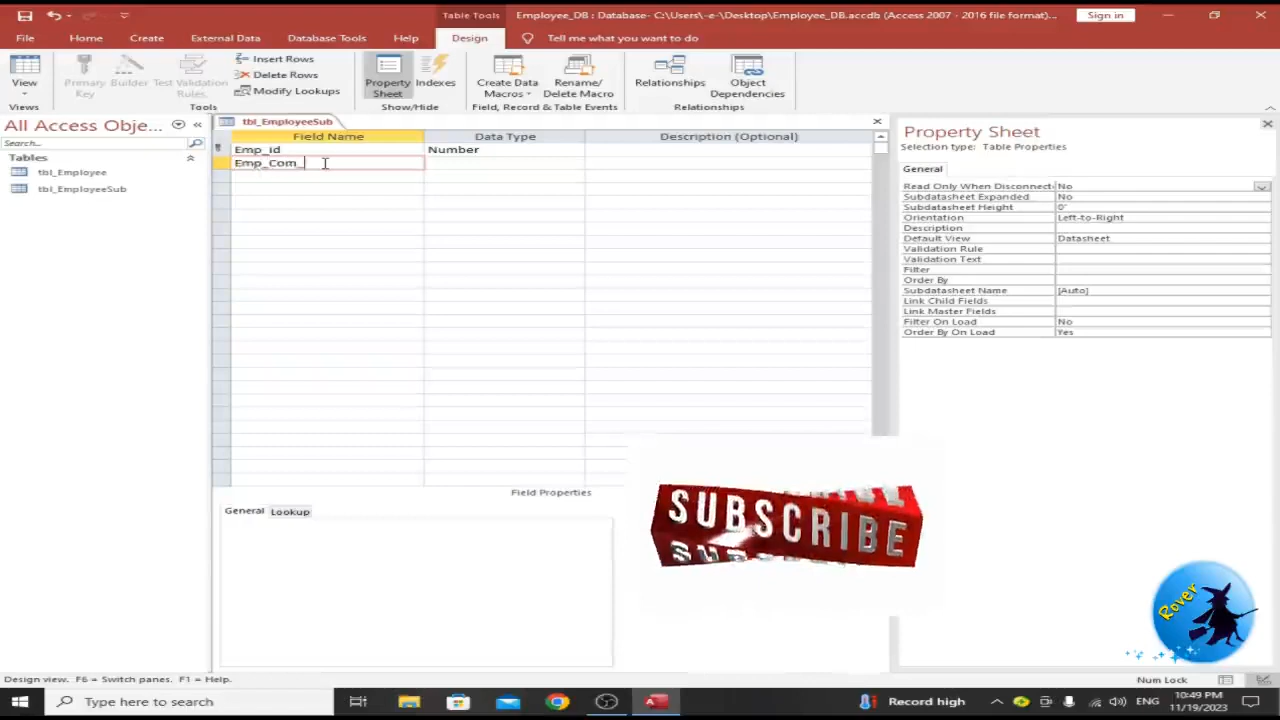 Table Tools
Employee_DB : Database- C:\Users\-e-\Desktop\Employee_DB.accdb (Access 2007 - 2016 file format)...
Sign in
File
Home
Create
External Data
Database Tools
Help
Design
Tell me what you want to do
View
Primary Key
Builder
Test Validation Rules
Insert Rows
Delete Rows
Modify Lookups
Property Sheet
Indexes
Create Data Macros
Rename/ Delete Macro
Relationships
Object Dependencies
Views
Tools
Show/Hide
Field, Record & Table Events
Relationships
All Access Obje...
Search...
Tables
tbl_Employee
tbl_EmployeeSub
tbl_EmployeeSub
Field Name
Data Type
Description (Optional)
Emp_id
Number
Emp_Com_
Field Properties
General
Lookup
Property Sheet
Selection type: Table Properties
General
Read Only When Disconnect No
Subdatasheet Expanded No
Subdatasheet Height 0"
Orientation Left-to-Right
Description
Default View Datasheet
Validation Rule
Validation Text
Filter
Order By
Subdatasheet Name [Auto]
Link Child Fields
Link Master Fields
Filter On Load No
Order By On Load Yes
SUBSCRIBE
Rover
Design view. F6 = Switch panes. F1 = Help.
Num Lock
Type here to search
Record high
ENG
10:49 PM
11/19/2023